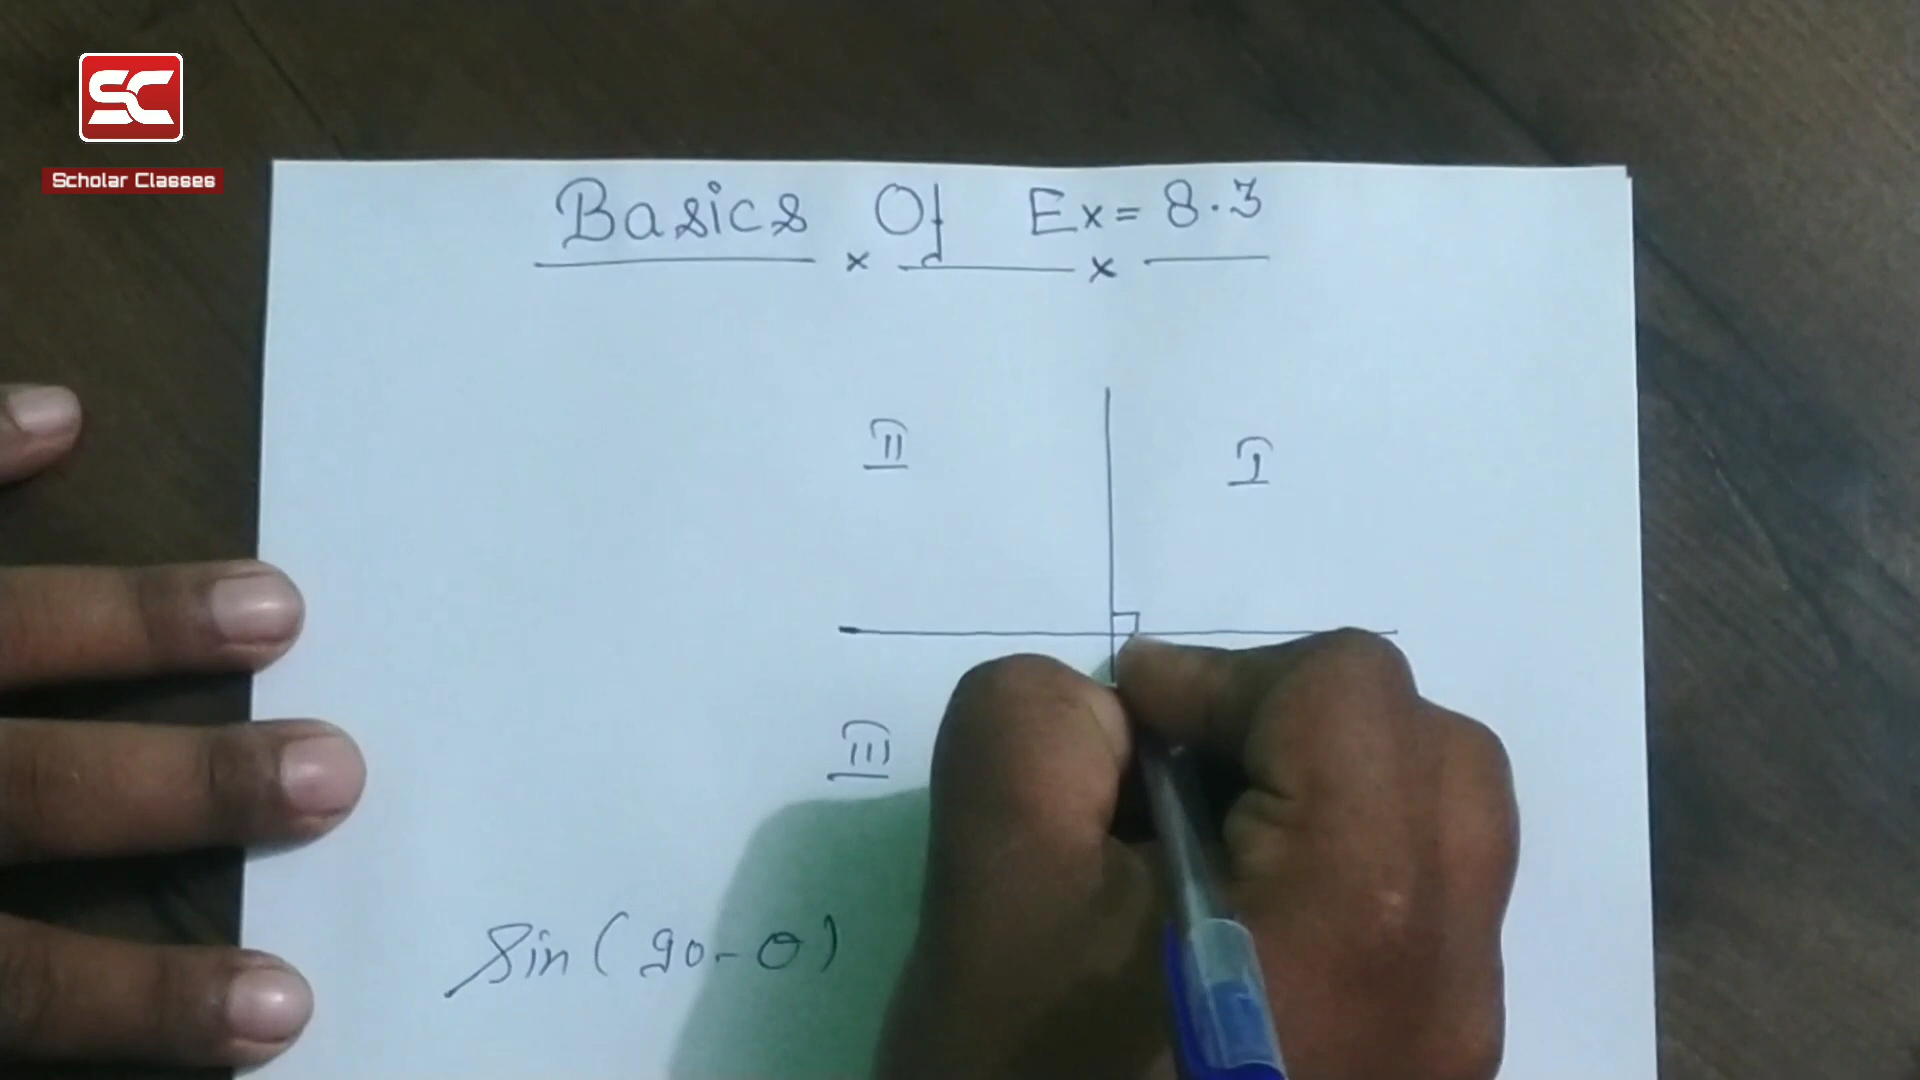 SC
Scholar Classes
Basics Of Ex = 8.3
II
I
III
Sin (90-θ)